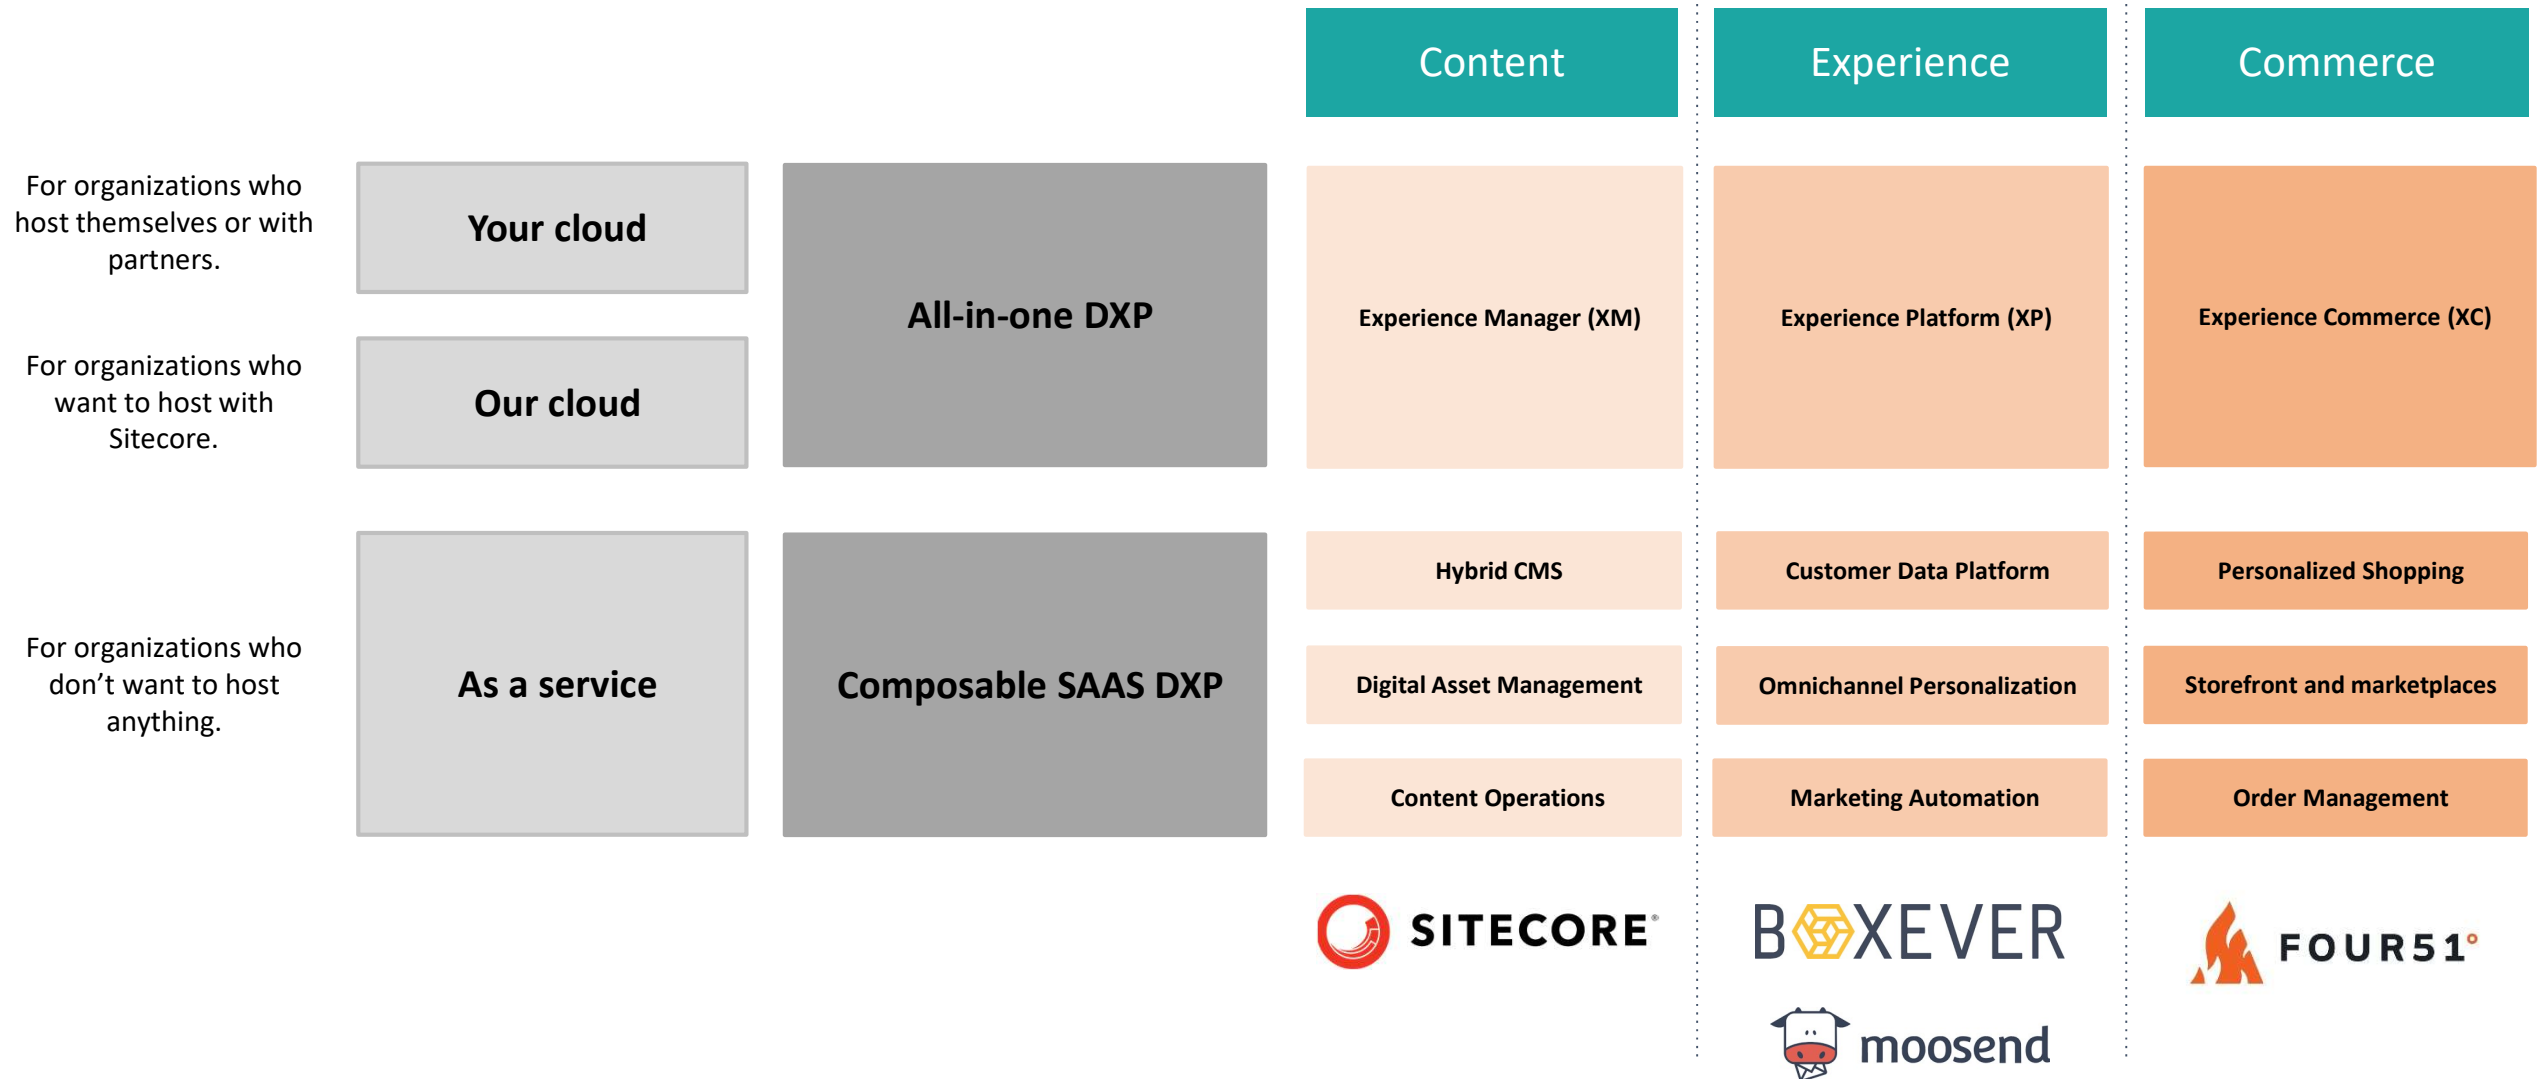 Content
Experience
Commerce
For organizations who
host themselves or with
partners.
Your cloud
All-in-one DXP
Experience Manager (XM)
Experience Platform (XP)
Experience Commerce (XC)
For organizations who
want to host with
Sitecore.
Our cloud
For organizations who
don’t want to host
anything.
As a service
Composable SAAS DXP
Hybrid CMS
Customer Data Platform
Personalized Shopping
Digital Asset Management
Omnichannel Personalization
Storefront and marketplaces
Content Operations
Marketing Automation
Order Management
SITECORE®
BOXEVER
FOUR51°
moosend